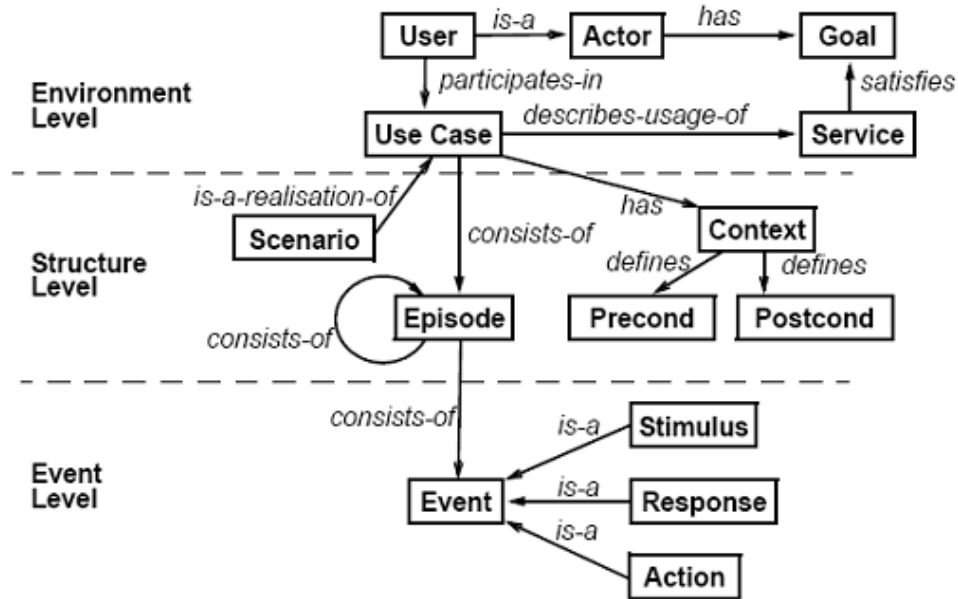 is-a
has
User
Actor
Goal
participates-in
satisfies
Environment
Level
describes-usage-of
Use Case
Service
is-a-realisation-of
has
Scenario
consists-of
Context
Structure
Level
defines
defines
Episode
Precond
Postcond
consists-of
consists-of
is-a
Stimulus
Event
Level
is-a
Event
Response
is-a
Action